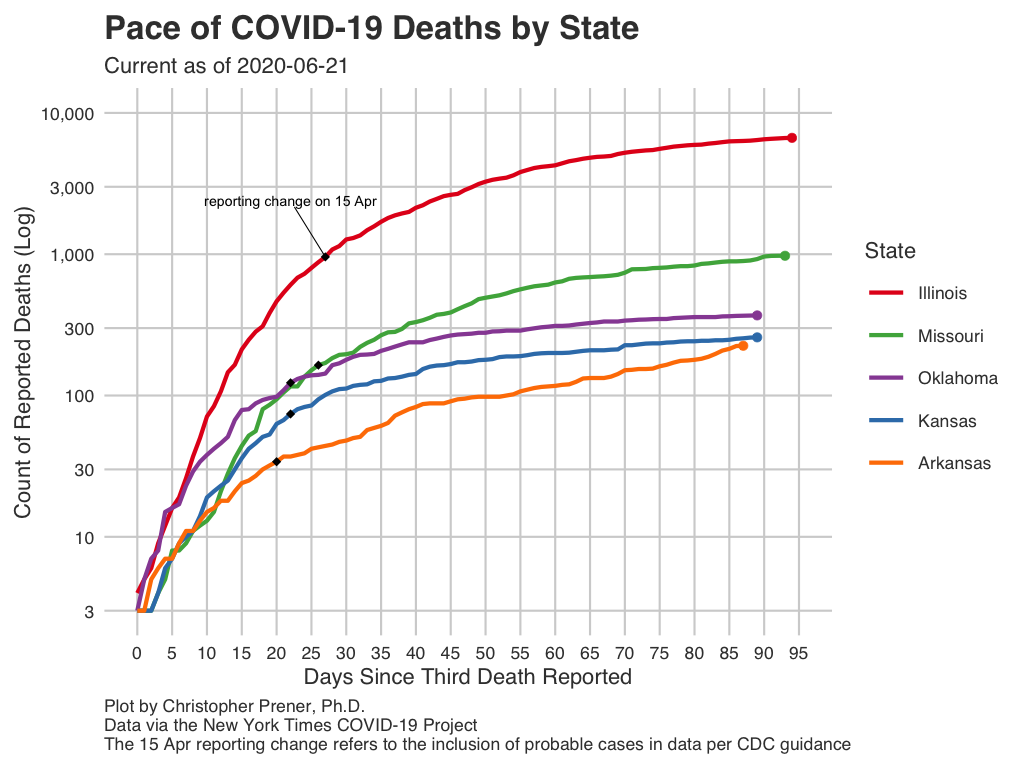 Pace of COVID-19 Deaths by State
Current as of 2020-06-21
Count of Reported Deaths (Log)
10,000
3,000
1,000
300
100
30
10
3
reporting change on 15 Apr
State
Illinois
Missouri
Oklahoma
Kansas
Arkansas
0 5 10 15 20 25 30 35 40 45 50 55 60 65 70 75 80 85 90 95
Days Since Third Death Reported
Plot by Christopher Prener, Ph.D.
Data via the New York Times COVID-19 Project
The 15 Apr reporting change refers to the inclusion of probable cases in data per CDC guidance